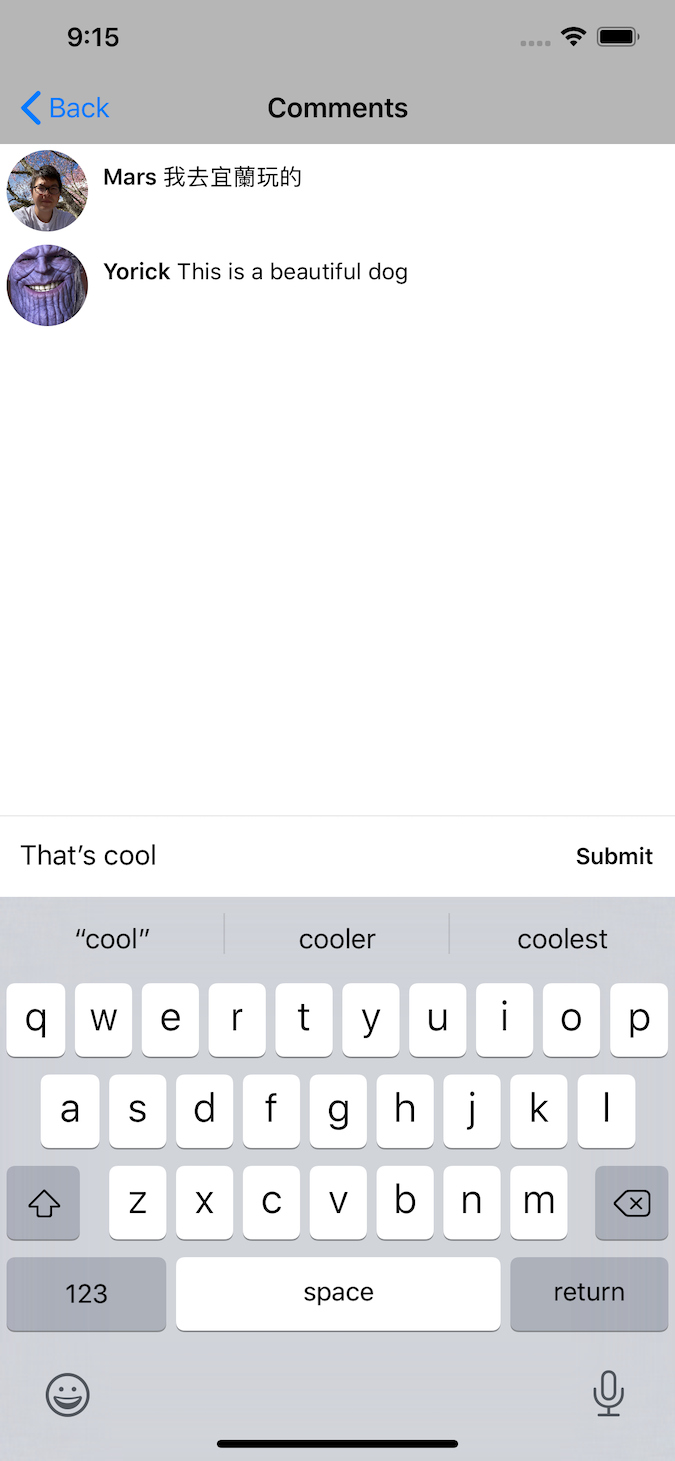 9:15
Back
Comments
Mars 我去宜蘭玩的
Yorick This is a beautiful dog
That’s cool
Submit
“cool” cooler coolest
q w e r t y u i o p
a s d f g h j k l
z x c v b n m
123 space return